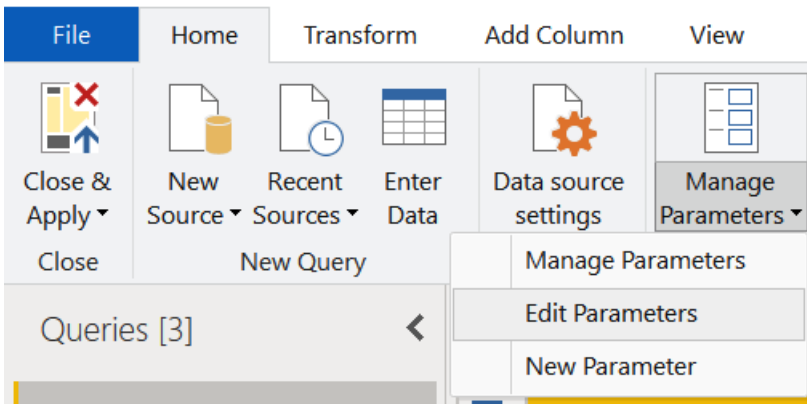 File Home Transform Add Column View
Close &
Apply
New
Source
Recent
Sources
Enter
Data
Data source
settings
Manage
Parameters
Close
New Query
Manage Parameters
Edit Parameters
New Parameter
Queries [3]